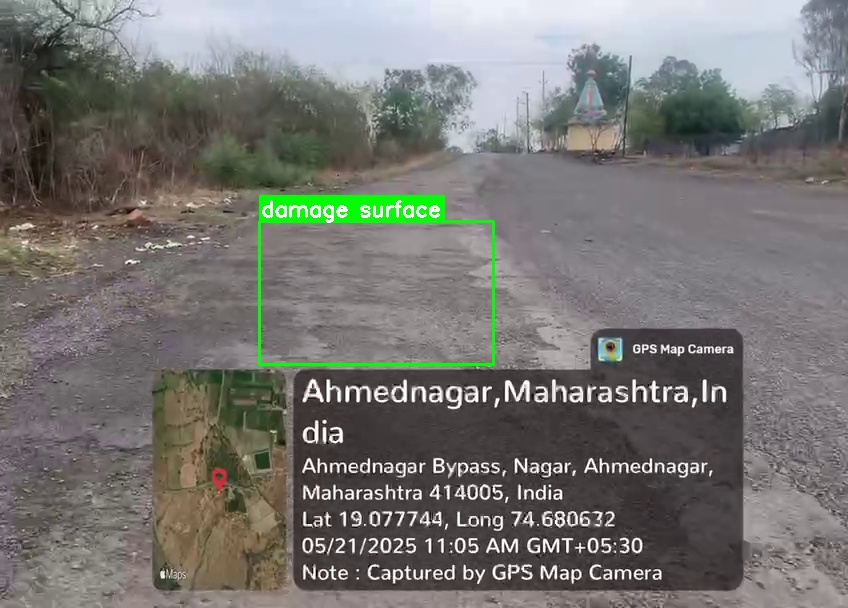 damage surface
GPS Map Camera
Ahmednagar,Maharashtra,In
dia
Ahmednagar Bypass, Nagar, Ahmednagar,
Maharashtra 414005, India
Lat 19.077744, Long 74.680632
05/21/2025 11:05 AM GMT+05:30
Note : Captured by GPS Map Camera
Maps